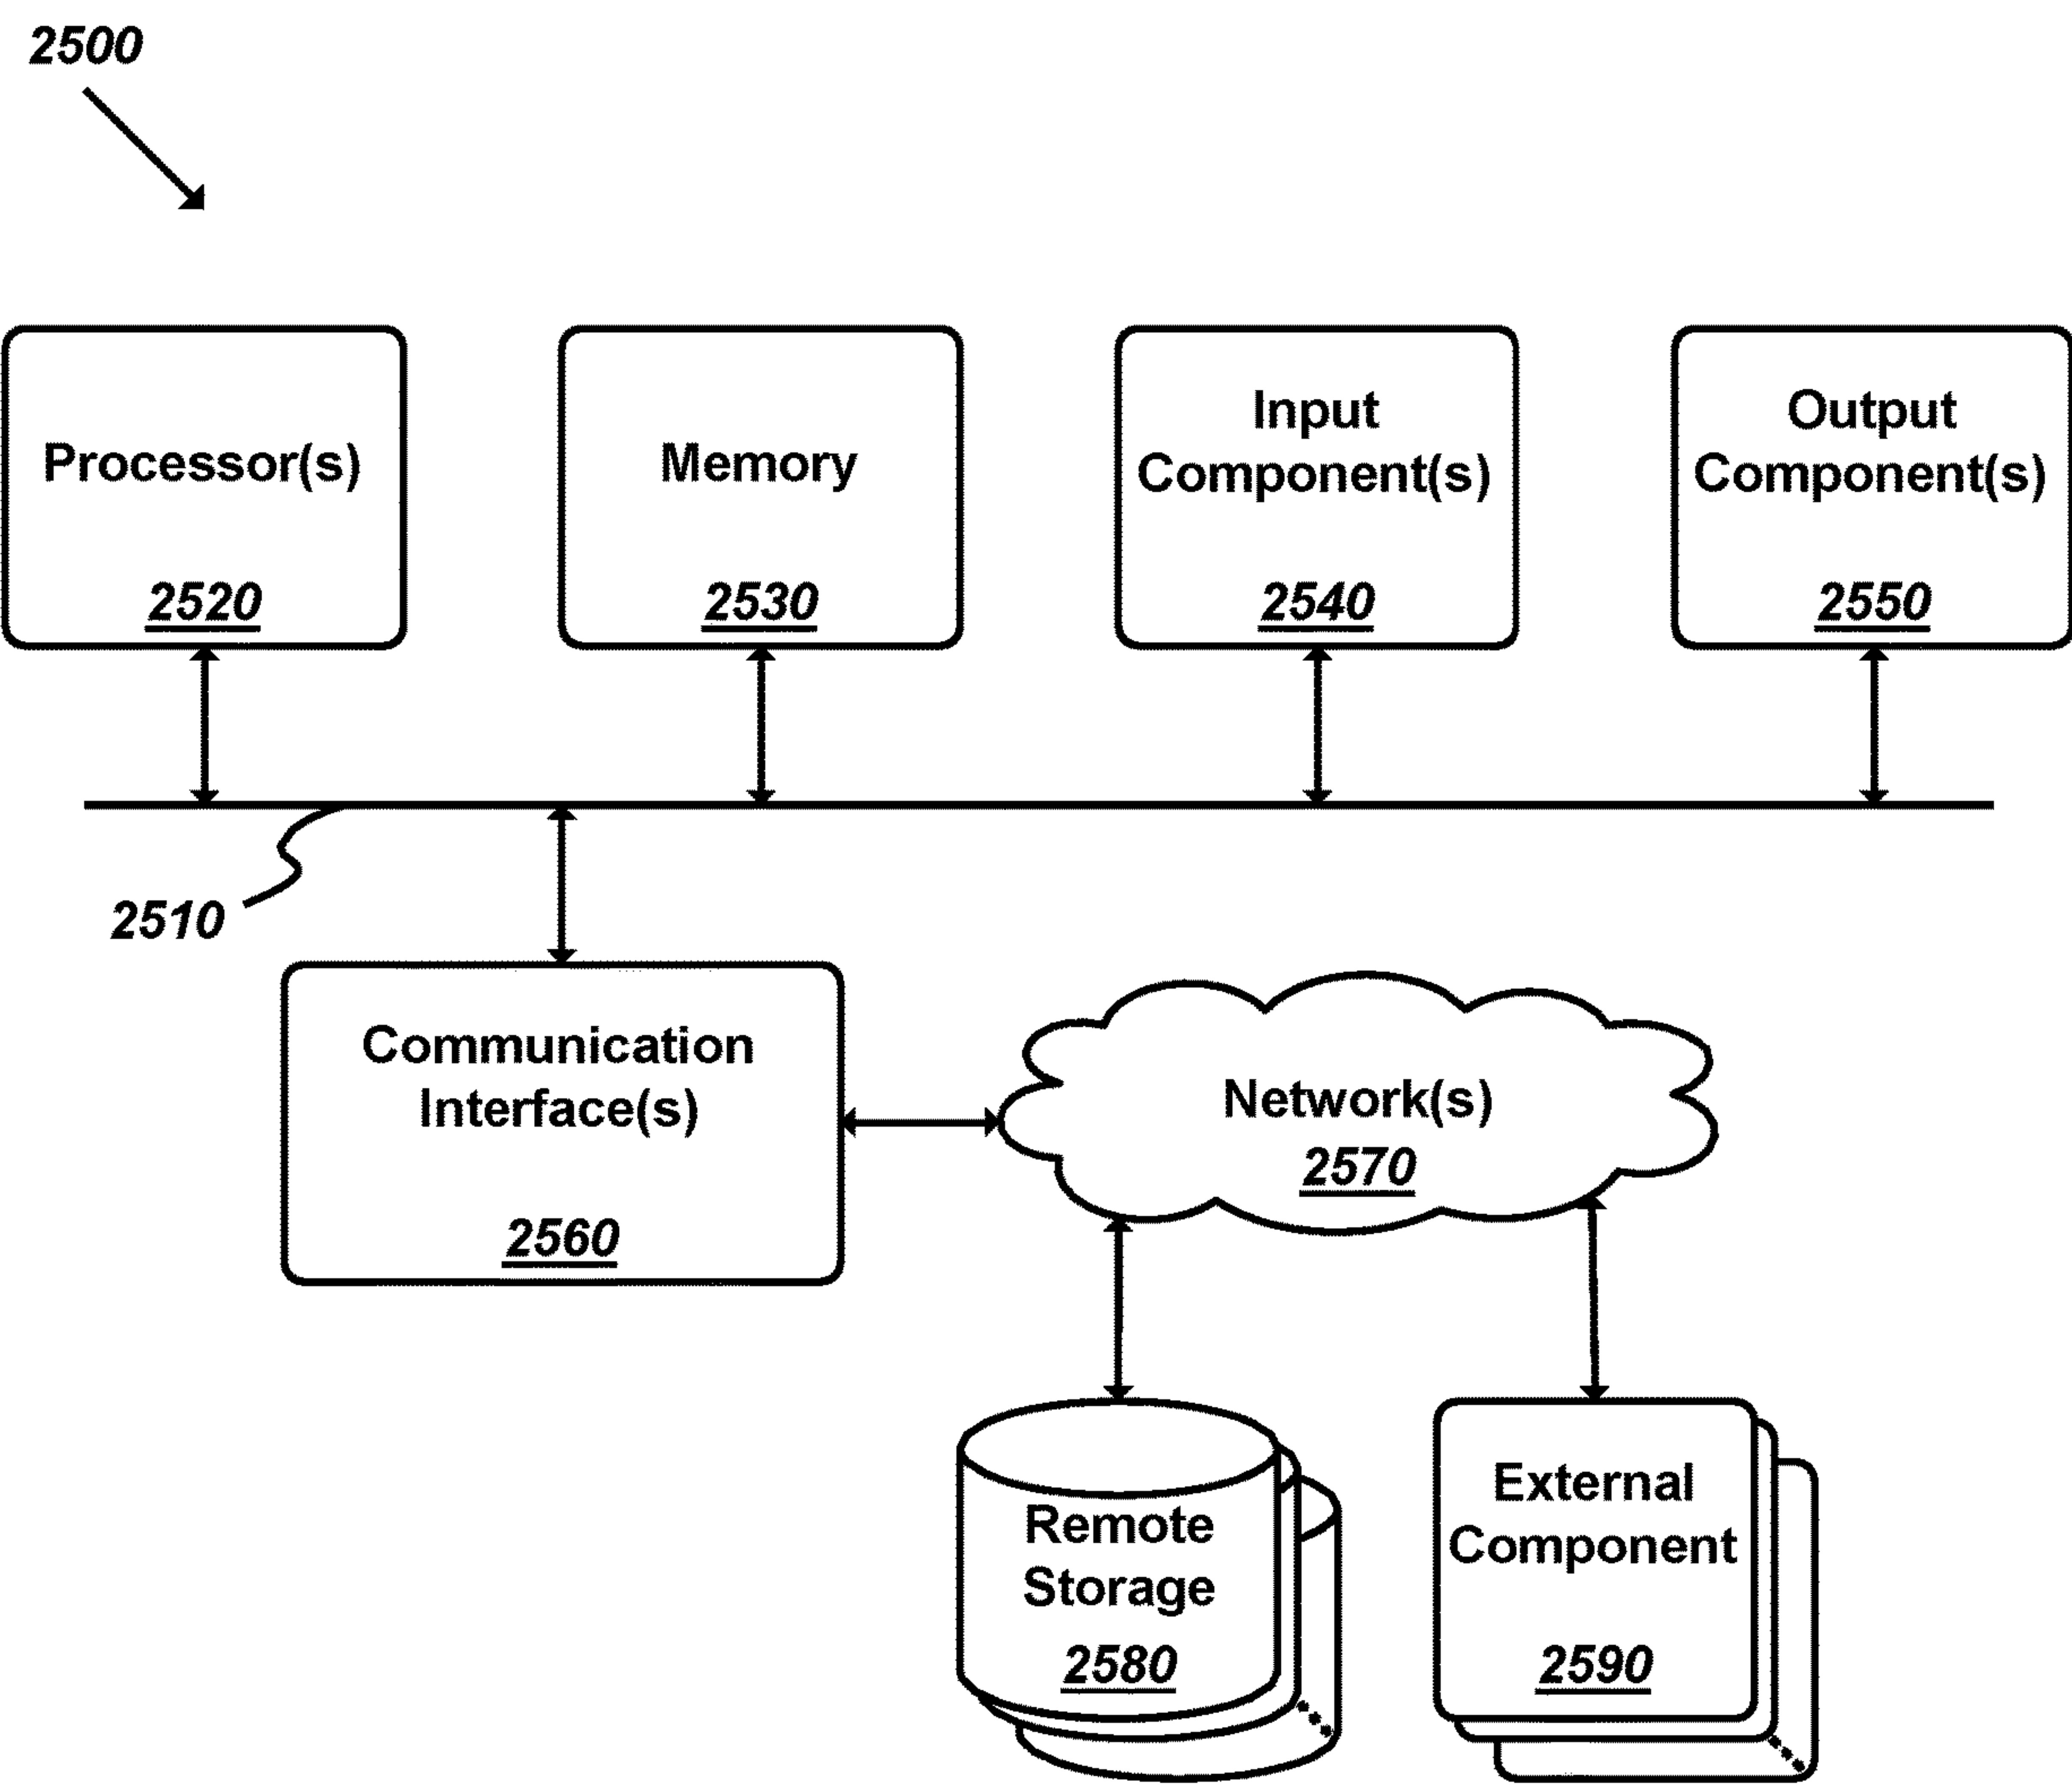 2500
Processor(s)
2520
Memory
2530
Input
Component(s)
2540
Output
Component(s)
2550
2510
Communication
Interface(s)
2560
Network(s)
2570
Remote
Storage
2580
External
Component
2590